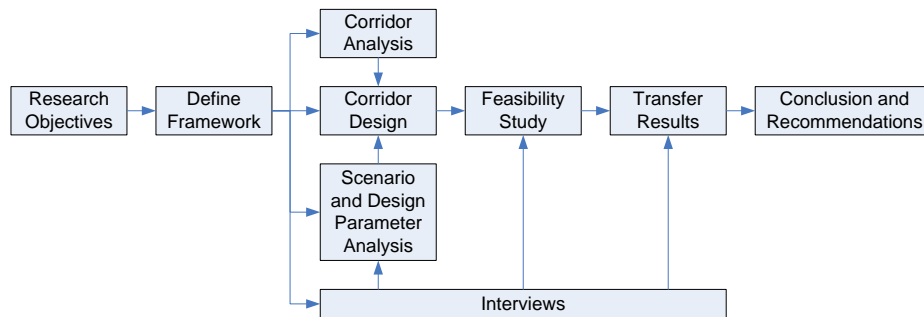 Corridor
Analysis
Research
Objectives
Define
Framework
Corridor
Design
Feasibility
Study
Transfer
Results
Conclusion and
Recommendations
Scenario
and Design
Parameter
Analysis
Interviews